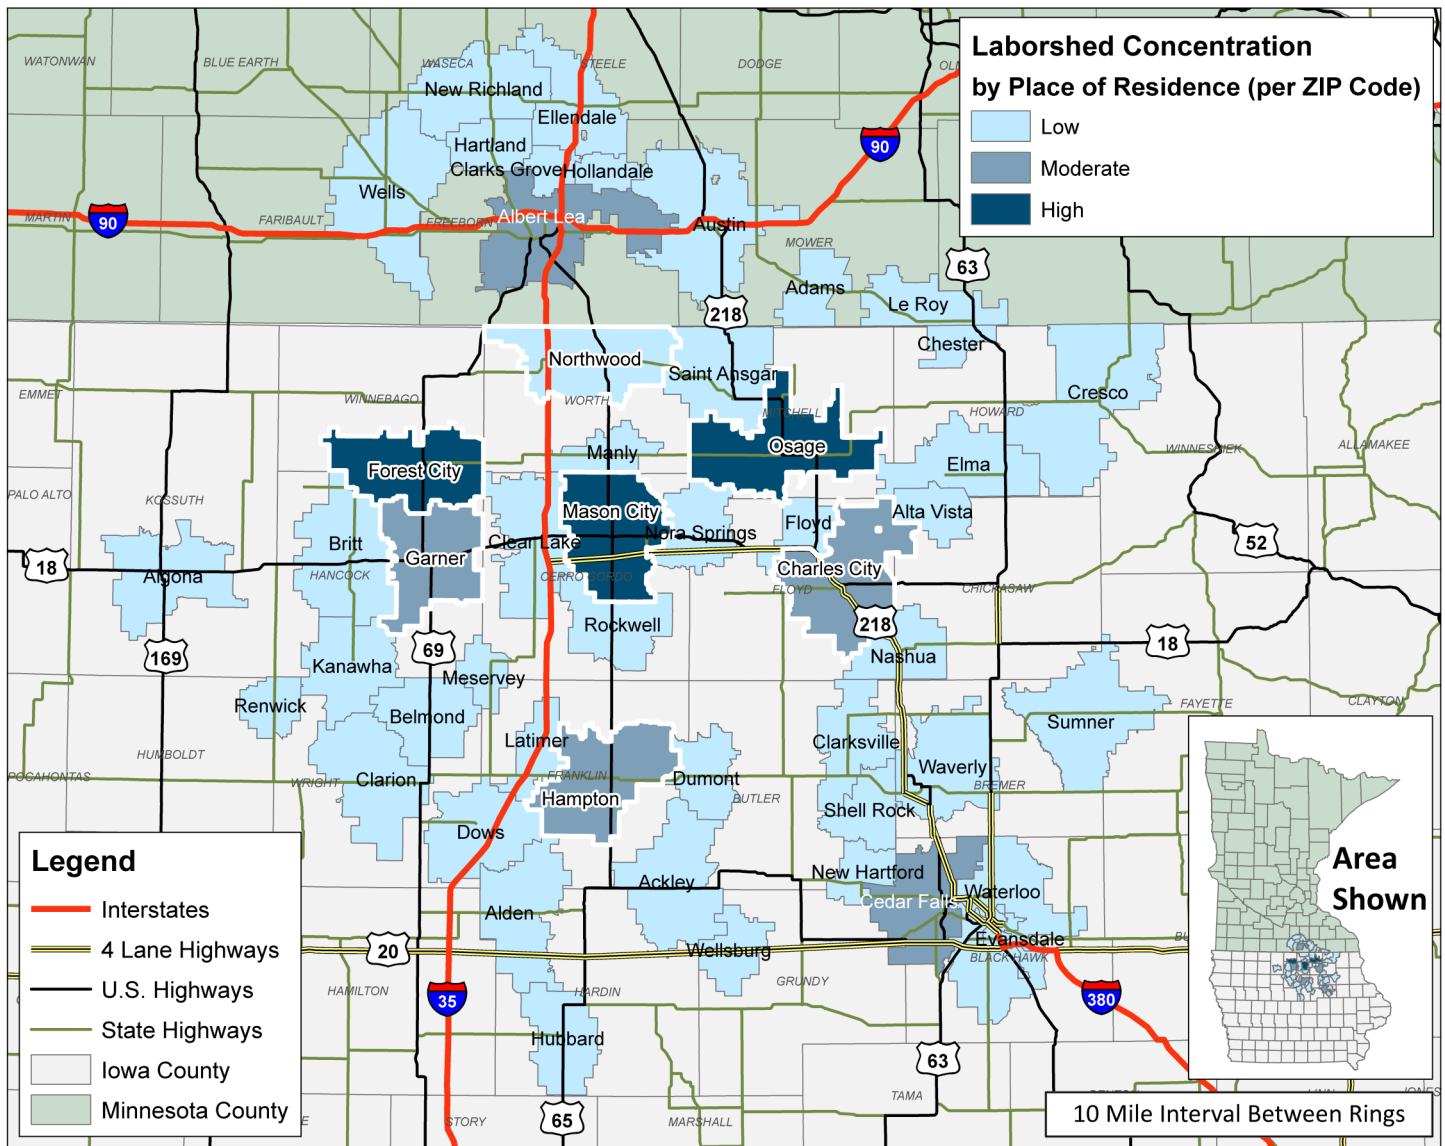 WATONWAN
BLUE EARTH
WASECA
STEELE
DODGE
Laborshed Concentration
by Place of Residence (per ZIP Code)
Low
Moderate
High
New Richland
Ellendale
Hartland
Clarks Grove
Hollandale
Wells
90
MARTIN
90
FARIBAULT
FREEBORN
Albert Lea
Austin
MOWER
63
Adams
Le Roy
218
Northwood
Chester
Saint Ansgar
EMMET
WINNEBAGO
WORTH
MITCHELL
HOWARD
Cresco
Osage
WINNESHIEK
ALLAMAKEE
Manly
Forest City
Elma
PALO ALTO
KOSSUTH
Mason City
Floyd
Alta Vista
Nora Springs
Britt
Clear Lake
Garner
52
18
Algona
HANCOCK
CERRO GORDO
Charles City
FLOYD
CHICKASAW
Rockwell
218
169
69
18
Nashua
Kanawha
Meservey
Renwick
Belmond
FAYETTE
CLAYTON
Sumner
Latimer
Clarksville
HUMBOLDT
POCAHONTAS
WRIGHT
Clarion
FRANKLIN
Dumont
Waverly
BREMER
Hampton
BUTLER
Shell Rock
Dows
New Hartford
Ackley
Cedar Falls
Waterloo
Alden
Evansdale
20
Wellsburg
BLACK HAWK
GRUNDY
HAMILTON
35
HARDIN
380
Hubbard
63
TAMA
65
STORY
MARSHALL
Legend
Interstates
4 Lane Highways
U.S. Highways
State Highways
Iowa County
Minnesota County
Area
Shown
10 Mile Interval Between Rings